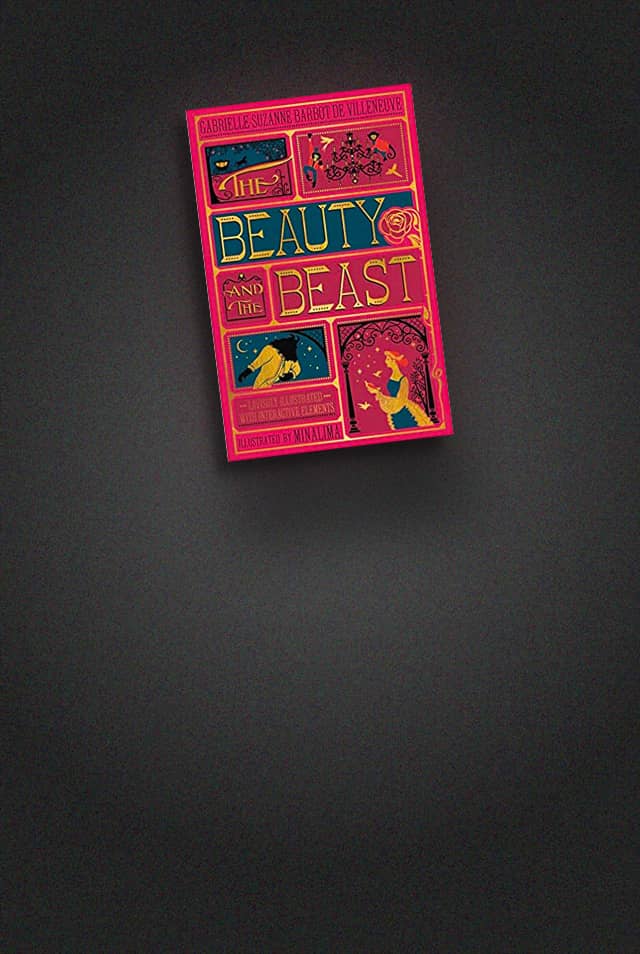 GABRIELLE-SUZANNE BARBOT DE VILLENEUVE
THE
BEAUTY
AND THE
BEAST
LAVISHLY ILLUSTRATED
WITH INTERACTIVE ELEMENTS
ILLUSTRATED BY MINALIMA